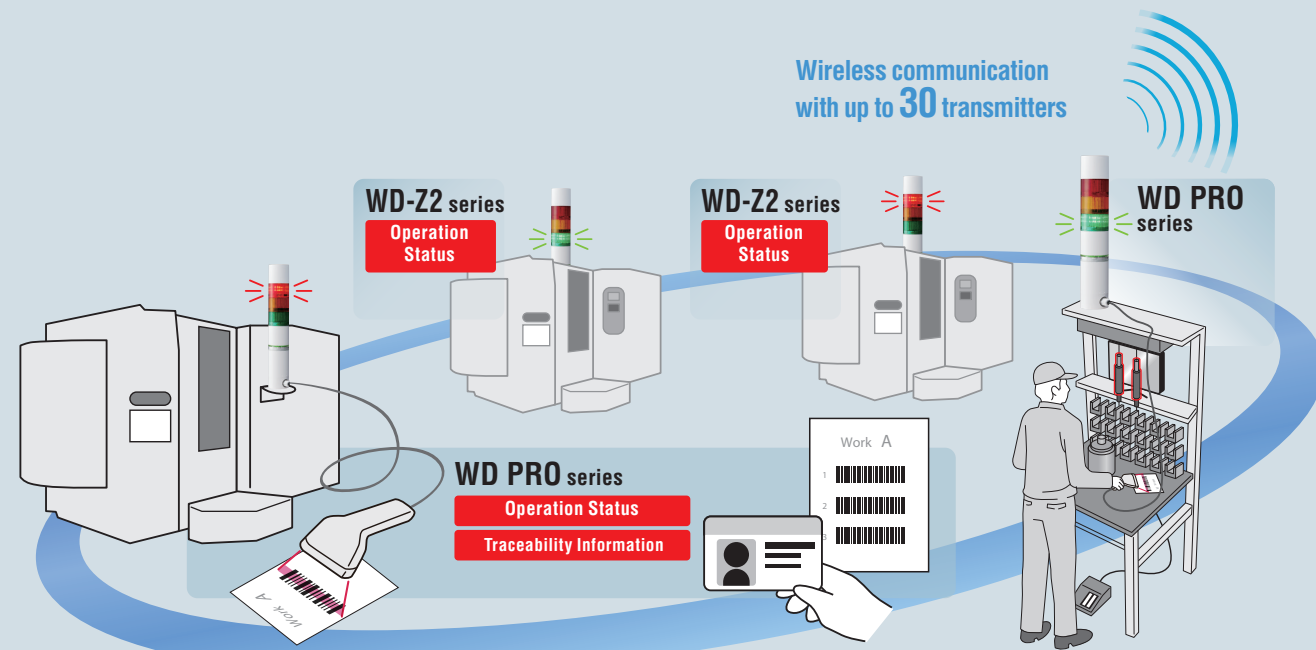 Wireless communication
with up to 30 transmitters
WD-Z2 series
Operation
Status
WD-Z2 series
Operation
Status
WD PRO
series
WD PRO series
Operation Status
Traceability Information
Work A
1
2
3
Work A